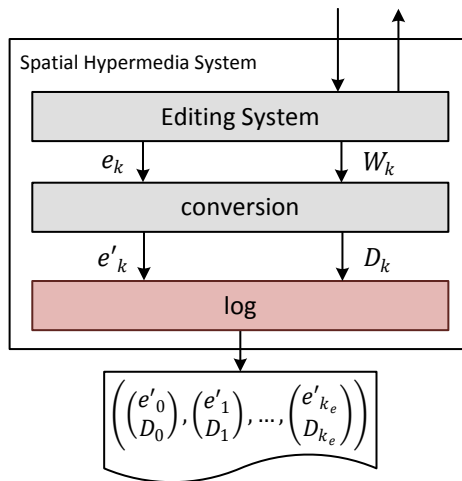 Spatial Hypermedia System
Editing System
e_k W_k
conversion
e'_k D_k
log
((e'_0 D_0), (e'_1 D_1), ..., (e'_{k_e} D_{k_e}))